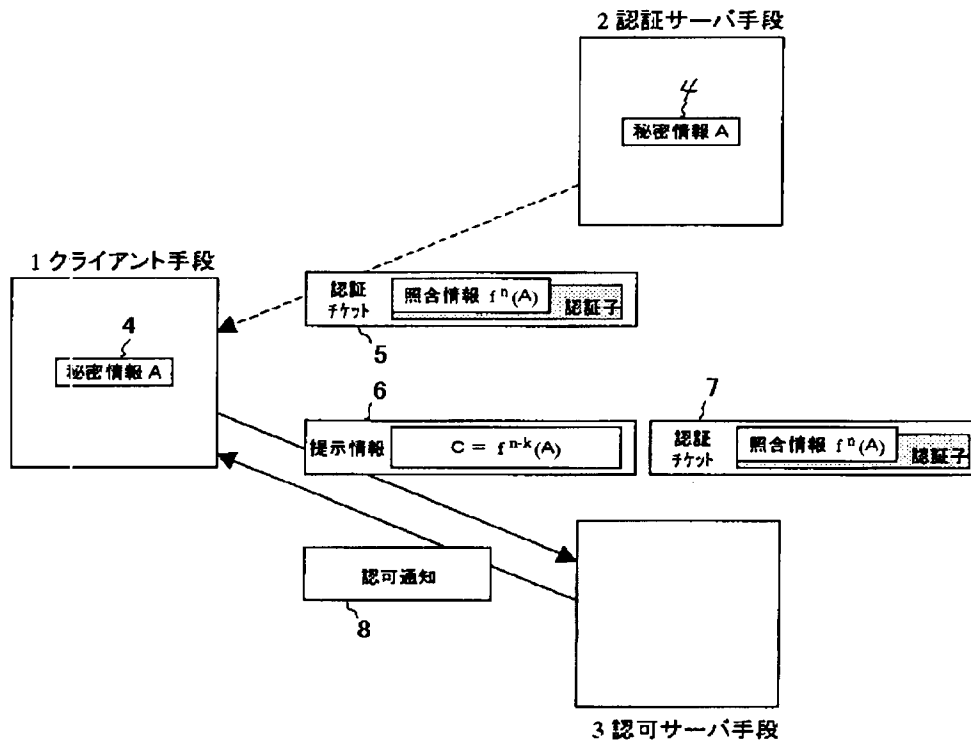 2 認証サーバ手段
4
秘密情報 A
1 クライアント手段
4
秘密情報 A
認証
チケット
照合情報 fⁿ(A)
認証子
5
6
提示情報
C = fⁿ⁻ᵏ(A)
7
認証
チケット
照合情報 fⁿ(A)
認証子
認可通知
8
3 認可サーバ手段